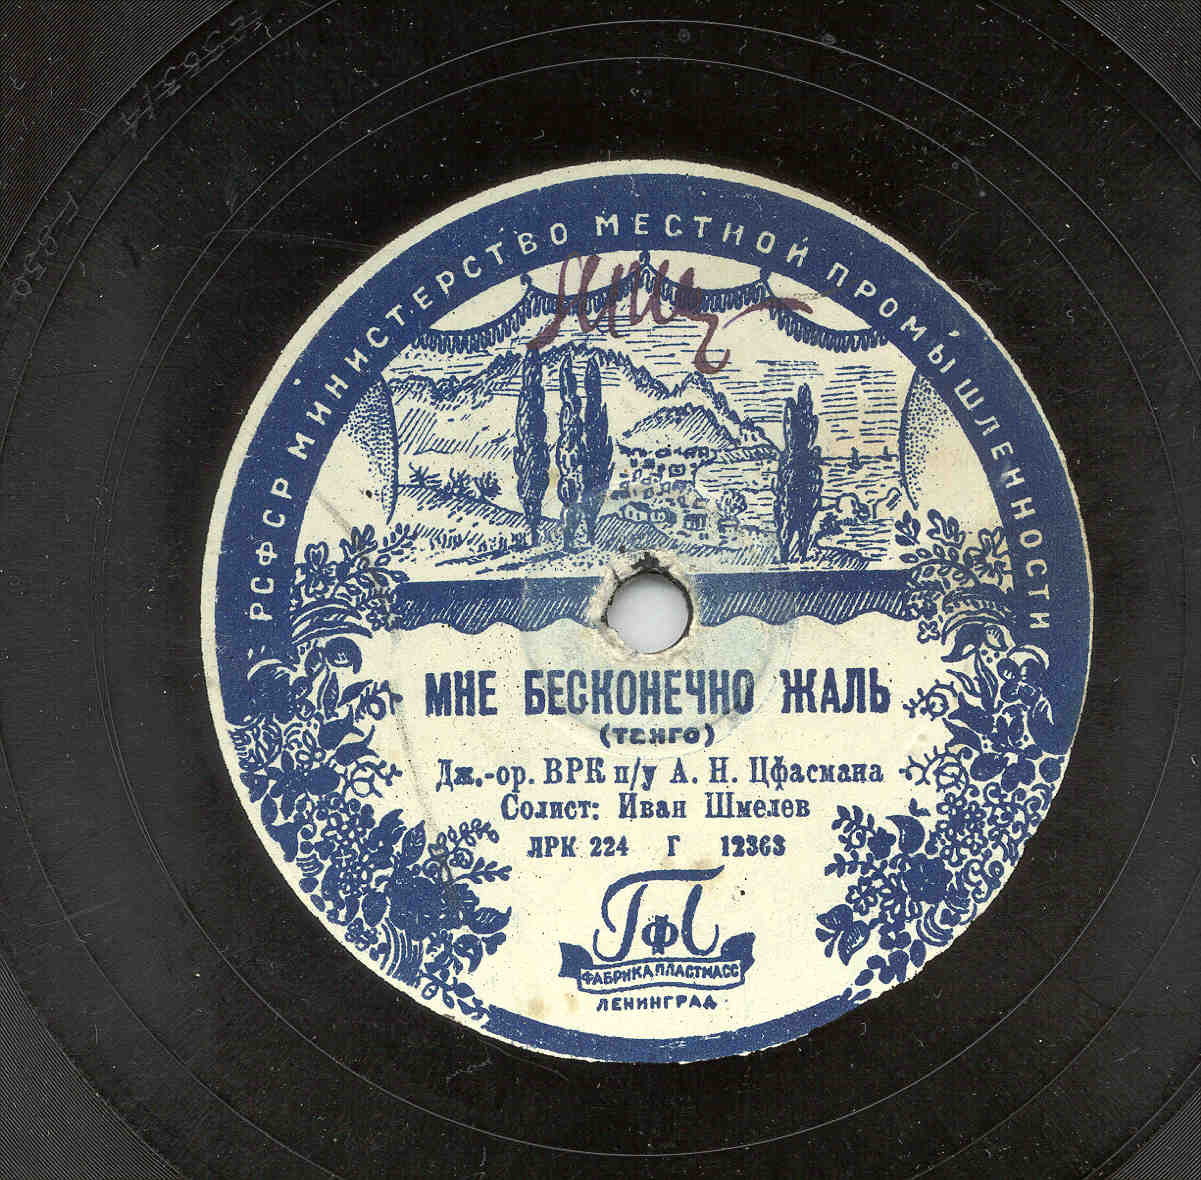 РСФСР МИНИСТЕРСТВО МЕСТНОЙ ПРОМЫШЛЕННОСТИ
МНЕ БЕСКОНЕЧНО ЖАЛЬ
(ТАНГО)
Дж.-ор. ВРК п/у А. Н. Цфасмана
Солист: Иван Шмелев
ЛРК 224 Г 12363
ГФП
ФАБРИКА ПЛАСТМАСС
ЛЕНИНГРАД